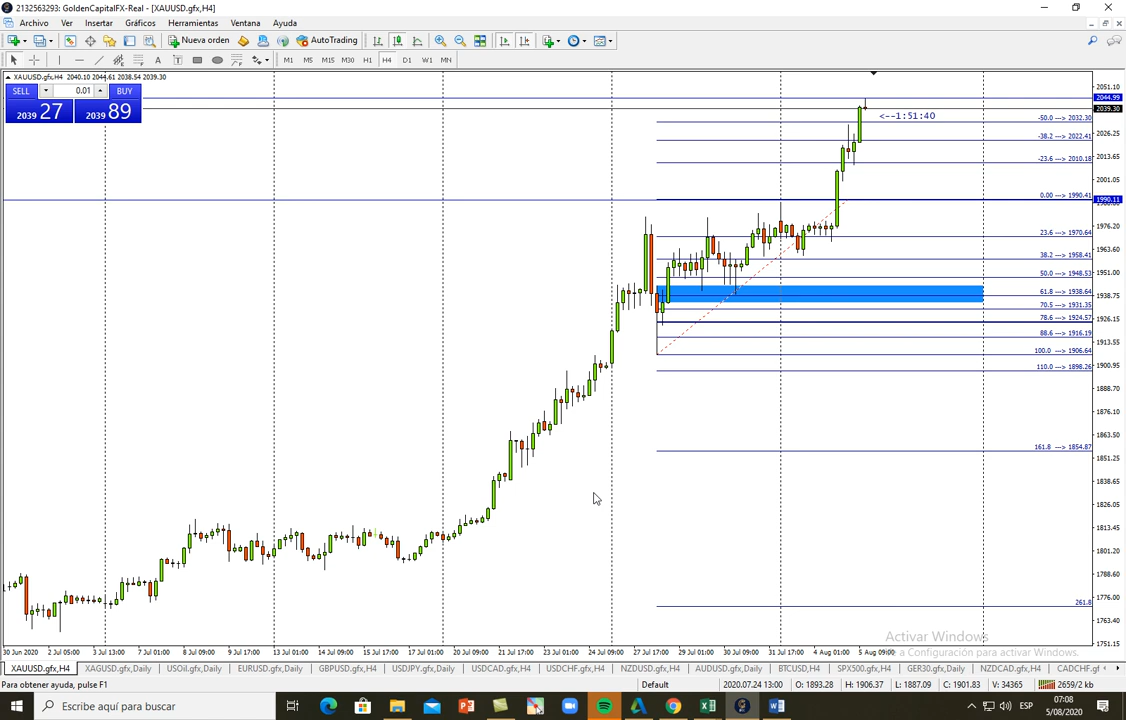 2132563293: GoldenCapitalFX-Real - [XAUUSD.gfx,H4]
Archivo Ver Insertar Gráficos Herramientas Ventana Ayuda
Nueva orden AutoTrading
A T M1 M5 M15 M30 H1 H4 D1 W1 MN
XAUUSD.gfx,H4 2040.10 2044.61 2038.54 2039.30
SELL 0.01 BUY
2039 27 2039 89
<--1:51:40
2051.10
2044.99
2039.30
-50.0 ---> 2032.30
2026.25
-38.2 ---> 2022.41
2013.65
-23.6 ---> 2010.18
2001.05
0.00 ---> 1990.41
1990.11
1976.20
23.6 ---> 1970.64
1963.60
38.2 ---> 1958.41
1951.00
50.0 ---> 1948.53
61.8 ---> 1938.64
1938.75
70.5 ---> 1931.35
1926.15
78.6 ---> 1924.57
88.6 ---> 1916.19
1913.55
100.0 ---> 1906.64
1900.95
110.0 ---> 1898.26
1888.70
1876.10
1863.50
161.8 ---> 1854.87
1851.25
1838.65
1826.05
1813.45
1801.20
1788.60
1776.00
261.8
1763.40
1751.15
Activar Windows
a Configuración para activar Windows.
30 Jun 2020 2 Jul 05:00 3 Jul 13:00 7 Jul 01:00 8 Jul 09:00 9 Jul 17:00 13 Jul 01:00 14 Jul 09:00 15 Jul 17:00 17 Jul 01:00 20 Jul 09:00 21 Jul 17:00 23 Jul 01:00 24 Jul 09:00 27 Jul 17:00 29 Jul 01:00 30 Jul 09:00 31 Jul 17:00 4 Aug 01:00 5 Aug 09:00
XAUUSD.gfx,H4 XAGUSD.gfx,Daily USOil.gfx,Daily EURUSD.gfx,Daily GBPUSD.gfx,H4 USDJPY.gfx,Daily USDCAD.gfx,H4 USDCHF.gfx,H4 NZDUSD.gfx,H4 AUDUSD.gfx,Daily BTCUSD,H4 SPX500.gfx,H4 GER30.gfx,Daily NZDCAD.gfx,H4 CADCHF.gf
Para obtener ayuda, pulse F1 Default 2020.07.24 13:00 O: 1893.28 H: 1906.37 L: 1887.09 C: 1901.83 V: 34365 2659/2 kb
Escribe aquí para buscar ESP 07:08
5/08/2020